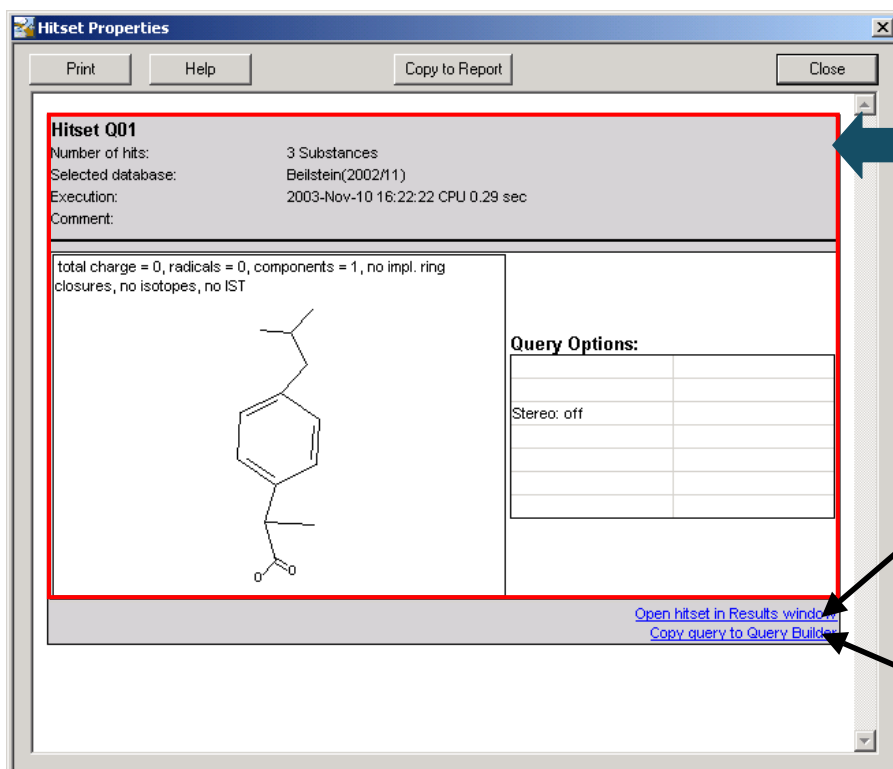 Hitset Properties
Print Help Copy to Report Close
Hitset Q01
Number of hits: 3 Substances
Selected database: Beilstein(2002/11)
Execution: 2003-Nov-10 16:22:22 CPU 0.29 sec
Comment:
total charge = 0, radicals = 0, components = 1, no impl. ring
closures, no isotopes, no IST
Query Options:
Stereo: off
O O
Open hitset in Results window
Copy query to Query Builder